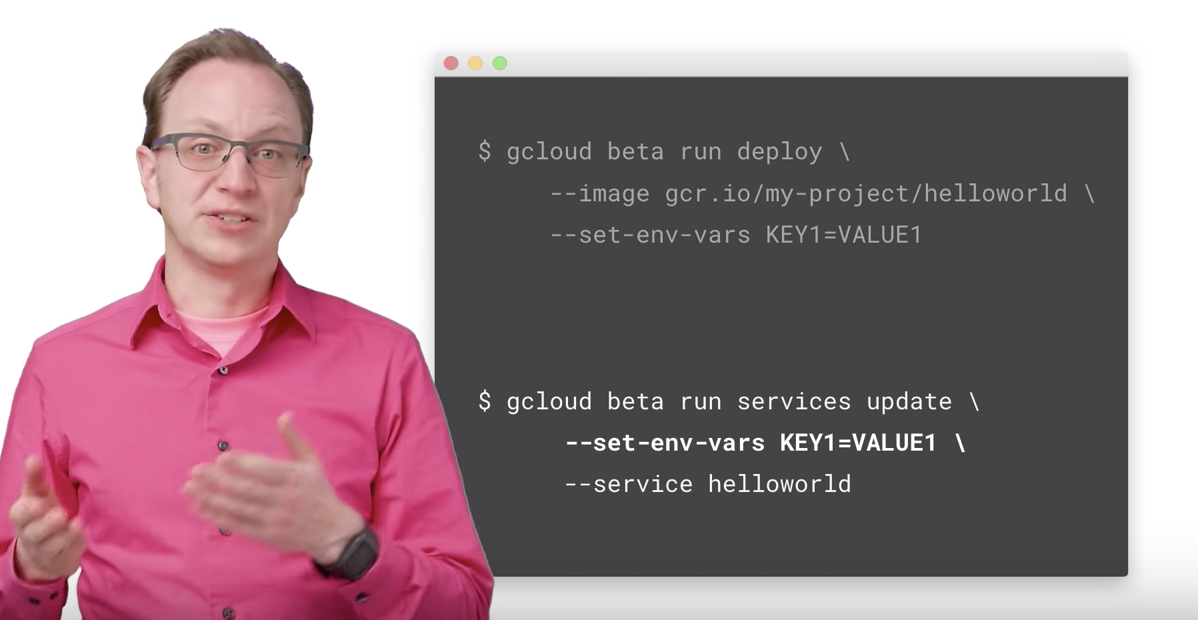 $ gcloud beta run deploy \
--image gcr.io/my-project/helloworld \
--set-env-vars KEY1=VALUE1
$ gcloud beta run services update \
--set-env-vars KEY1=VALUE1 \
--service helloworld